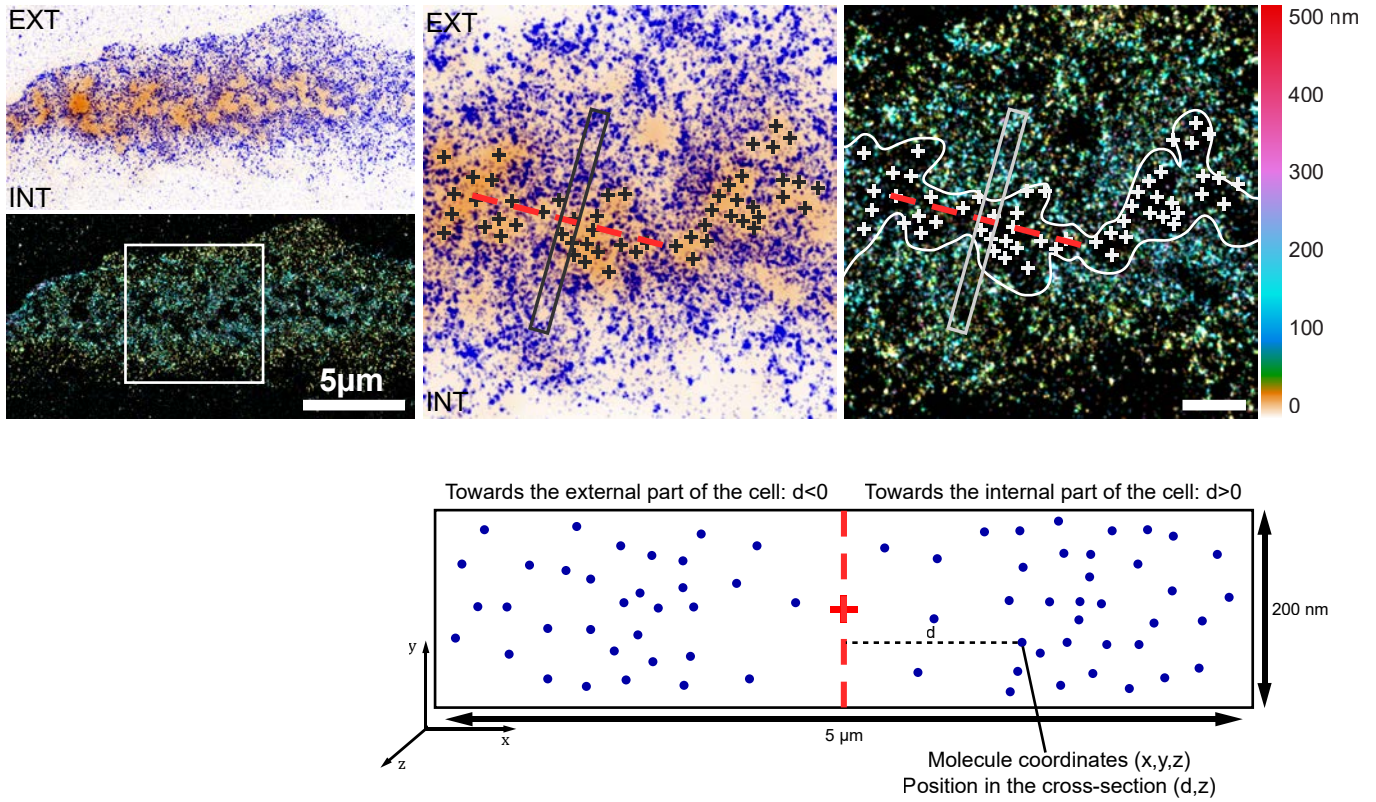 EXT
INT
5µm
EXT
INT
500 nm
400
300
200
100
0
Towards the external part of the cell: d<0
Towards the internal part of the cell: d>0
d
200 nm
y
x
z
5 µm
Molecule coordinates (x,y,z)
Position in the cross-section (d,z)